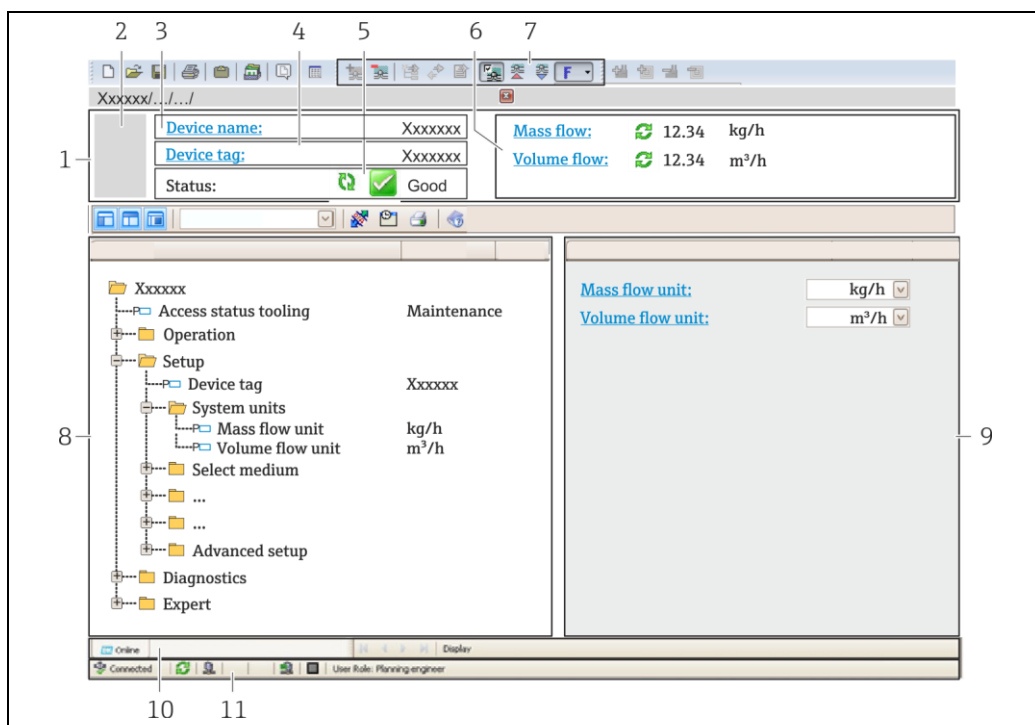 2 3 4 5 6 7
F
Xxxxxx/.../.../
1
Device name: Xxxxxxx
Device tag: Xxxxxxx
Status: Good
Mass flow: 12.34 kg/h
Volume flow: 12.34 m³/h
Xxxxxx
Access status tooling Maintenance
Operation
Setup
Device tag Xxxxxx
System units
Mass flow unit kg/h
Volume flow unit m³/h
Select medium
...
...
Advanced setup
Diagnostics
Expert
8
Mass flow unit: kg/h
Volume flow unit: m³/h
9
Online Display
Connected User Role: Planning engineer
10 11